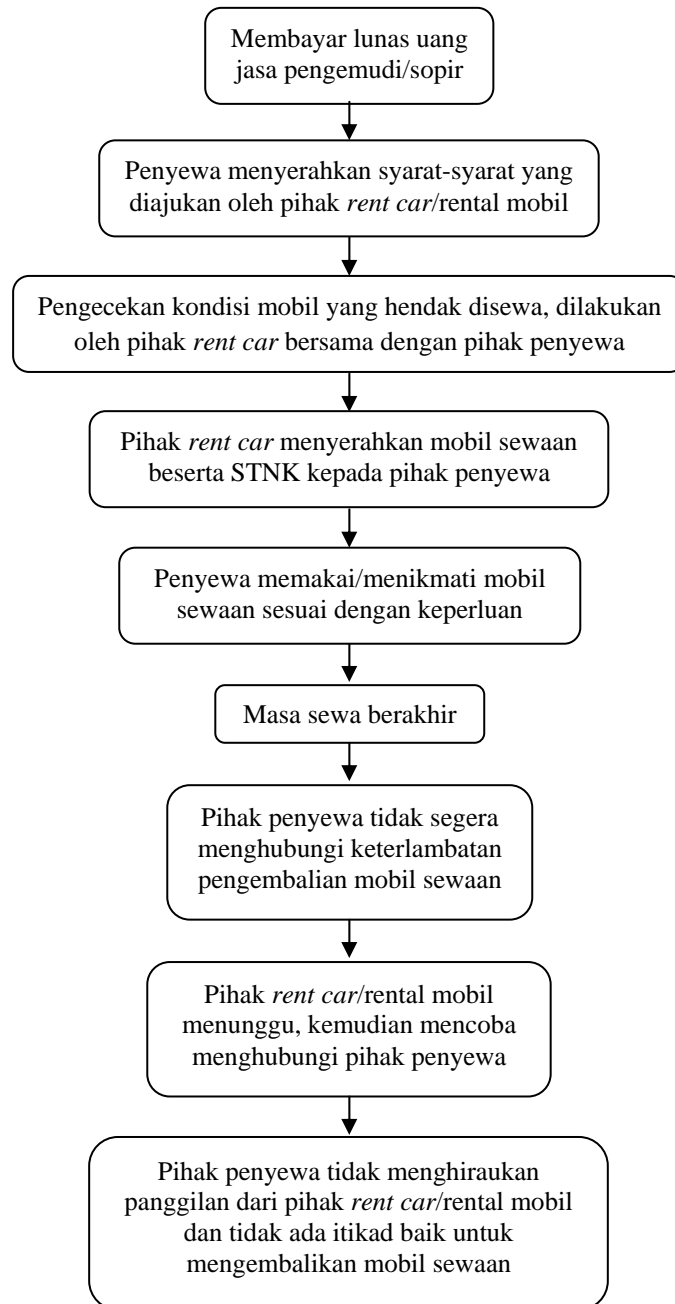 Membayar lunas uang
jasa pengemudi/sopir
Penyewa menyerahkan syarat-syarat yang
diajukan oleh pihak rent car/rental mobil
Pengecekan kondisi mobil yang hendak disewa, dilakukan
oleh pihak rent car bersama dengan pihak penyewa
Pihak rent car menyerahkan mobil sewaan
beserta STNK kepada pihak penyewa
Penyewa memakai/menikmati mobil
sewaan sesuai dengan keperluan
Masa sewa berakhir
Pihak penyewa tidak segera
menghubungi keterlambatan
pengembalian mobil sewaan
Pihak rent car/rental mobil
menunggu, kemudian mencoba
menghubungi pihak penyewa
Pihak penyewa tidak menghiraukan
panggilan dari pihak rent car/rental mobil
dan tidak ada itikad baik untuk
mengembalikan mobil sewaan